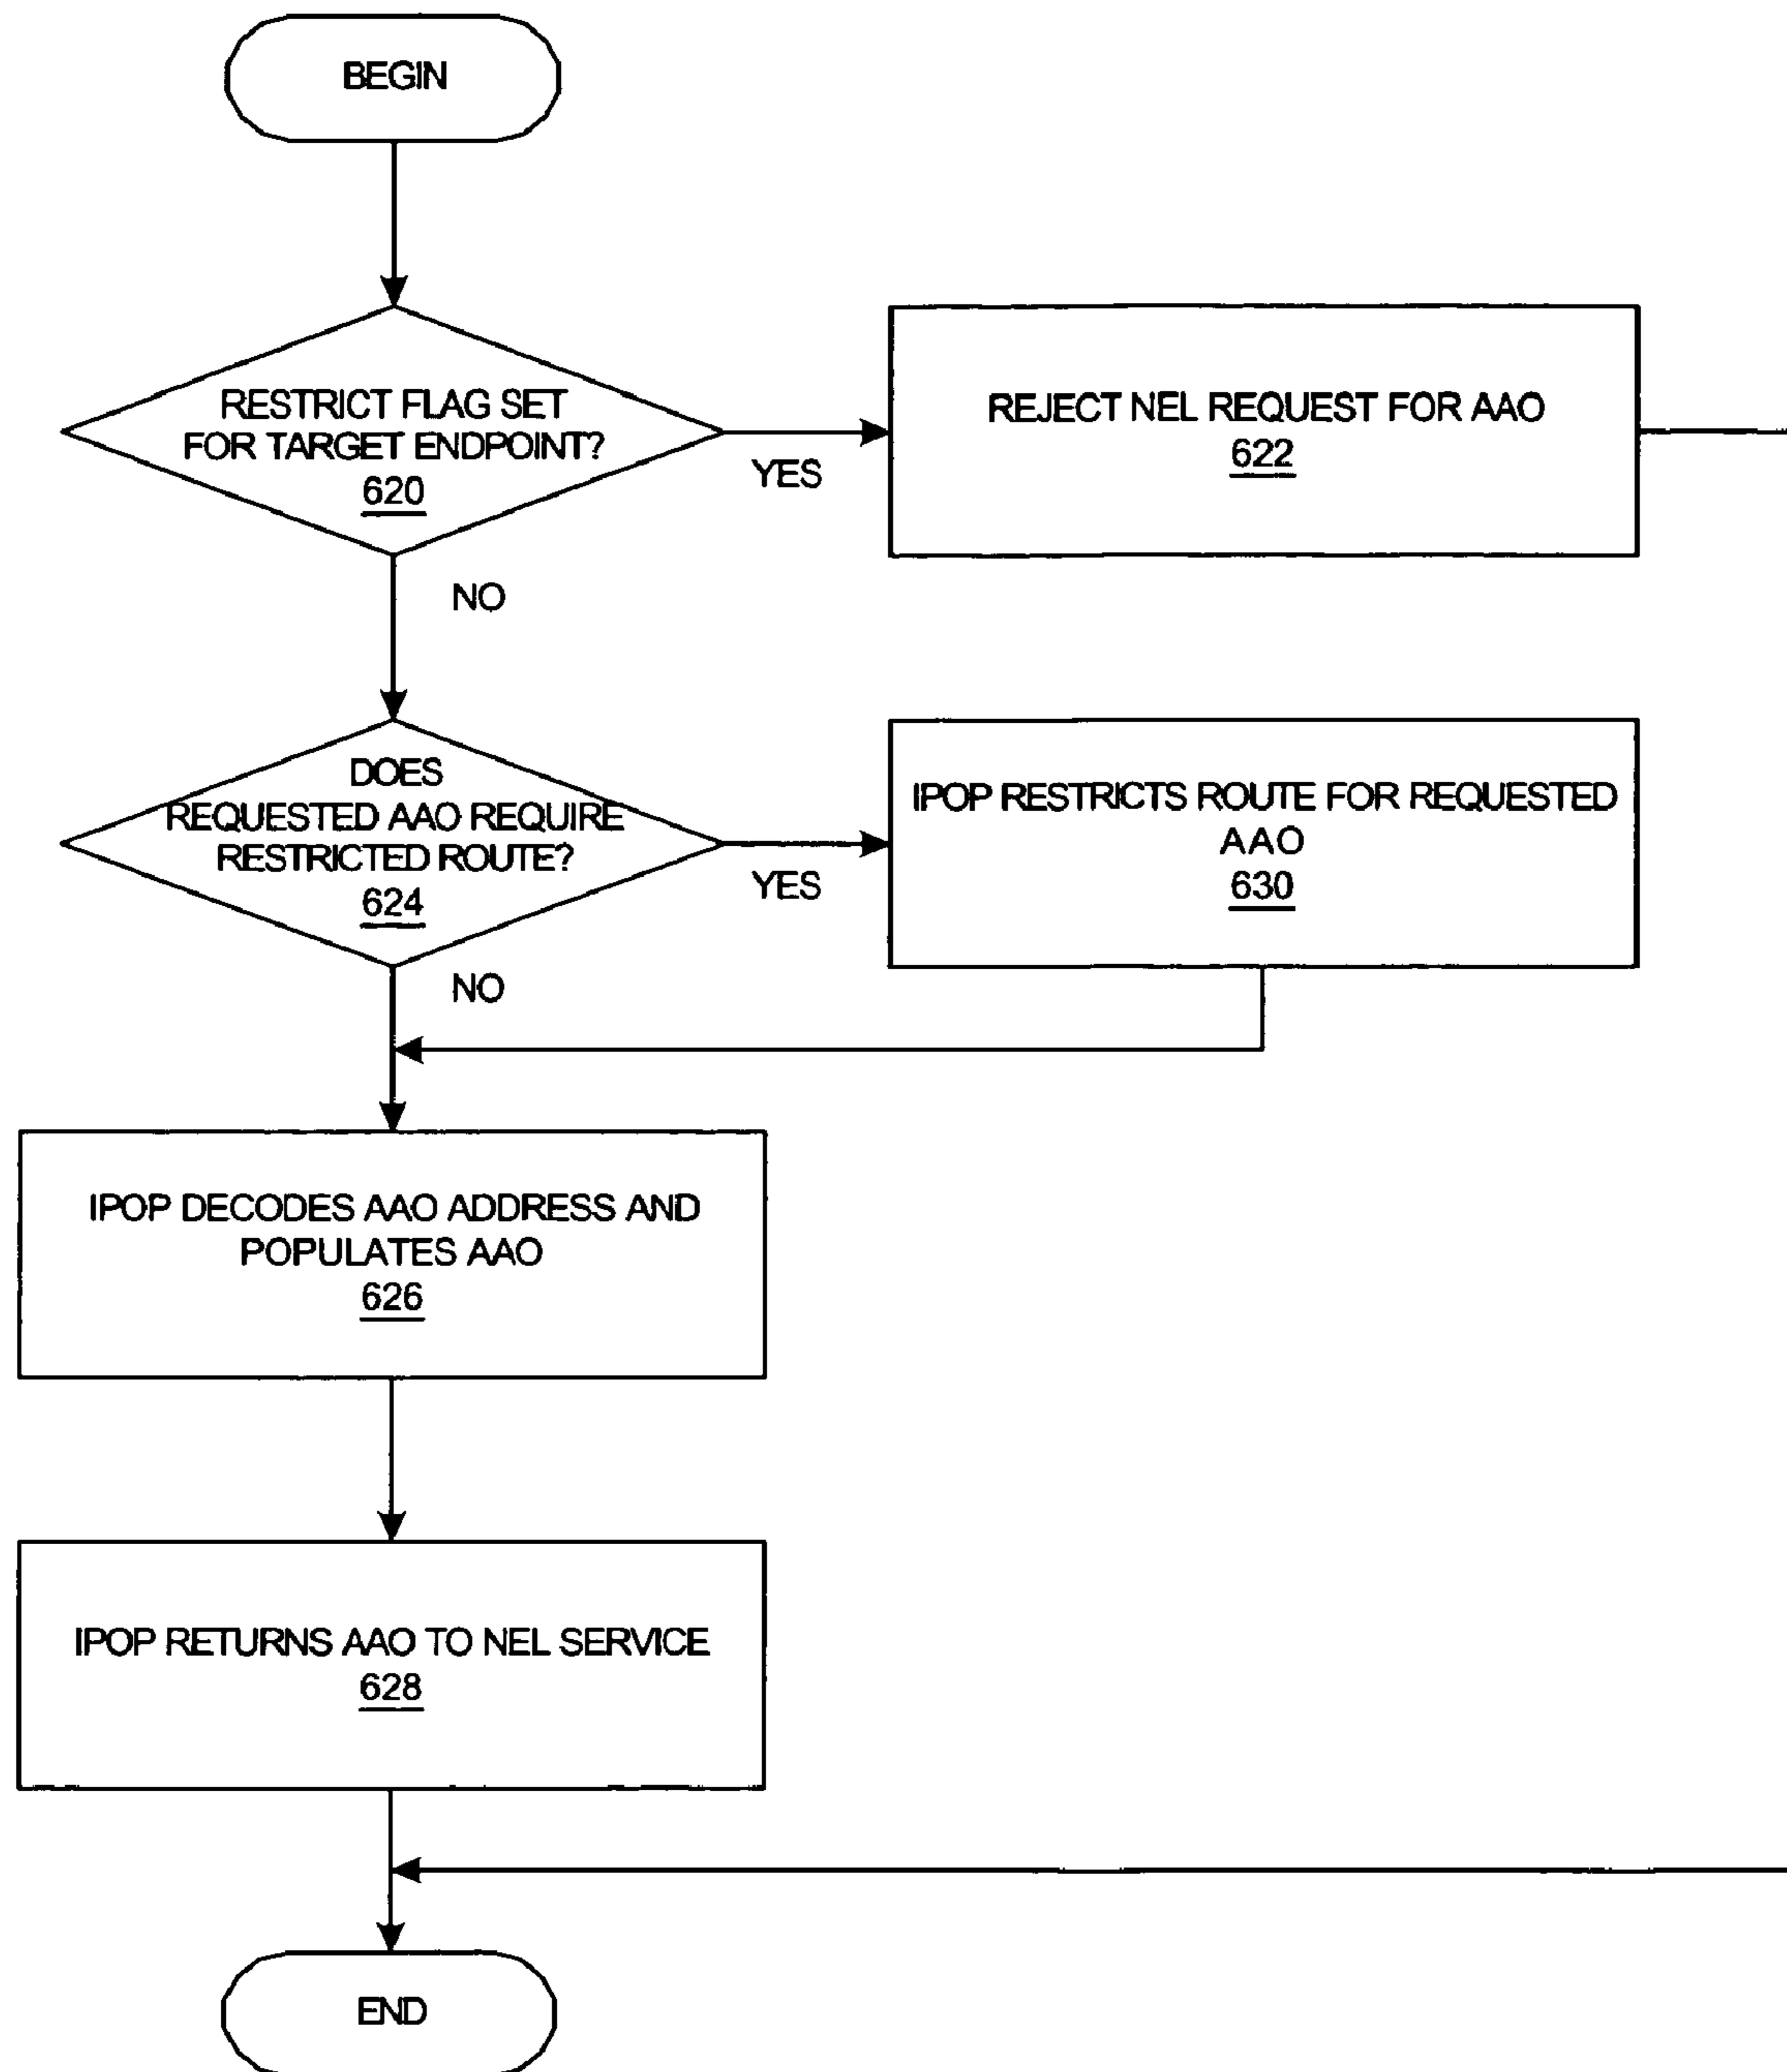 BEGIN
RESTRICT FLAG SET
FOR TARGET ENDPOINT?
620
YES
REJECT NEL REQUEST FOR AAO
622
NO
DOES
REQUESTED AAO REQUIRE
RESTRICTED ROUTE?
624
YES
IPOP RESTRICTS ROUTE FOR REQUESTED
AAO
630
NO
IPOP DECODES AAO ADDRESS AND
POPULATES AAO
626
IPOP RETURNS AAO TO NEL SERVICE
628
END